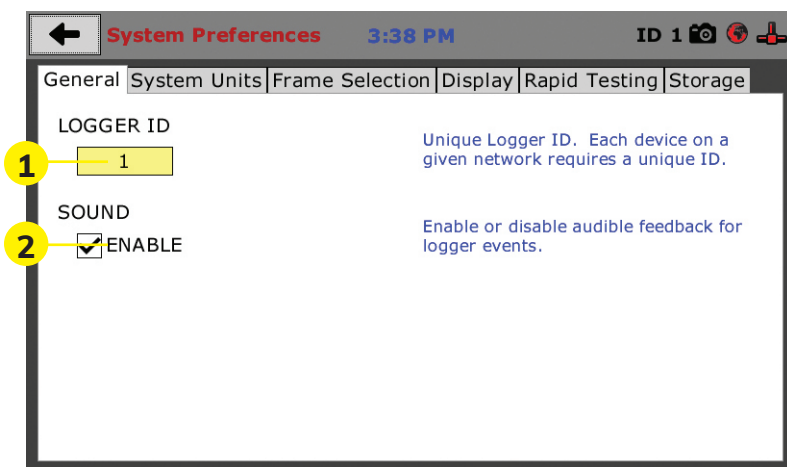 System Preferences 3:38 PM ID 1
General System Units Frame Selection Display Rapid Testing Storage
LOGGER ID
1 1
Unique Logger ID. Each device on a
given network requires a unique ID.
SOUND
2 ENABLE
Enable or disable audible feedback for
logger events.